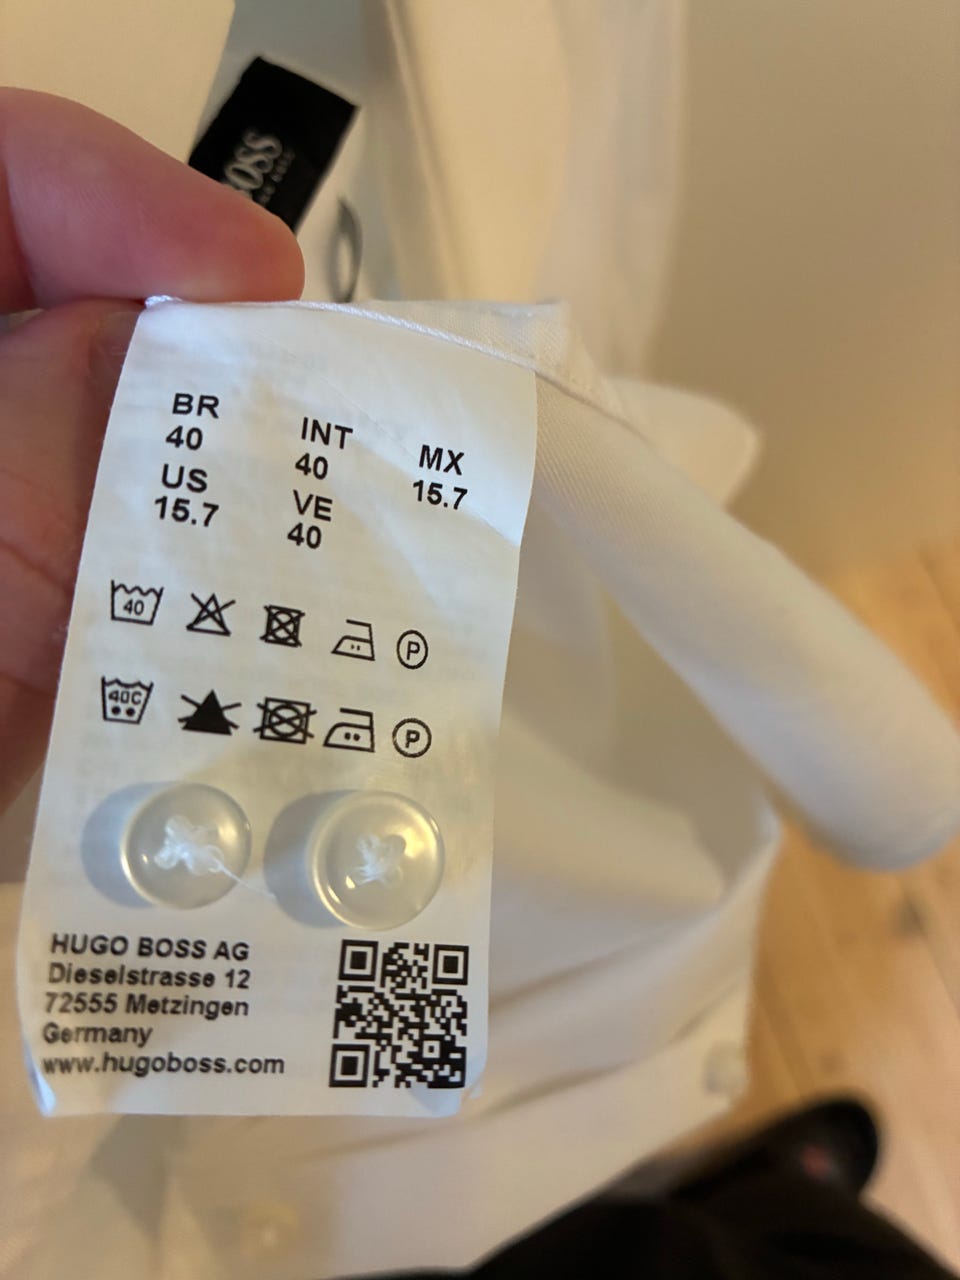 BOSS
BR
40
US
15.7
INT
40
VE
40
MX
15.7
40
P
40C
P
HUGO BOSS AG
Dieselstrasse 12
72555 Metzingen
Germany
www.hugoboss.com